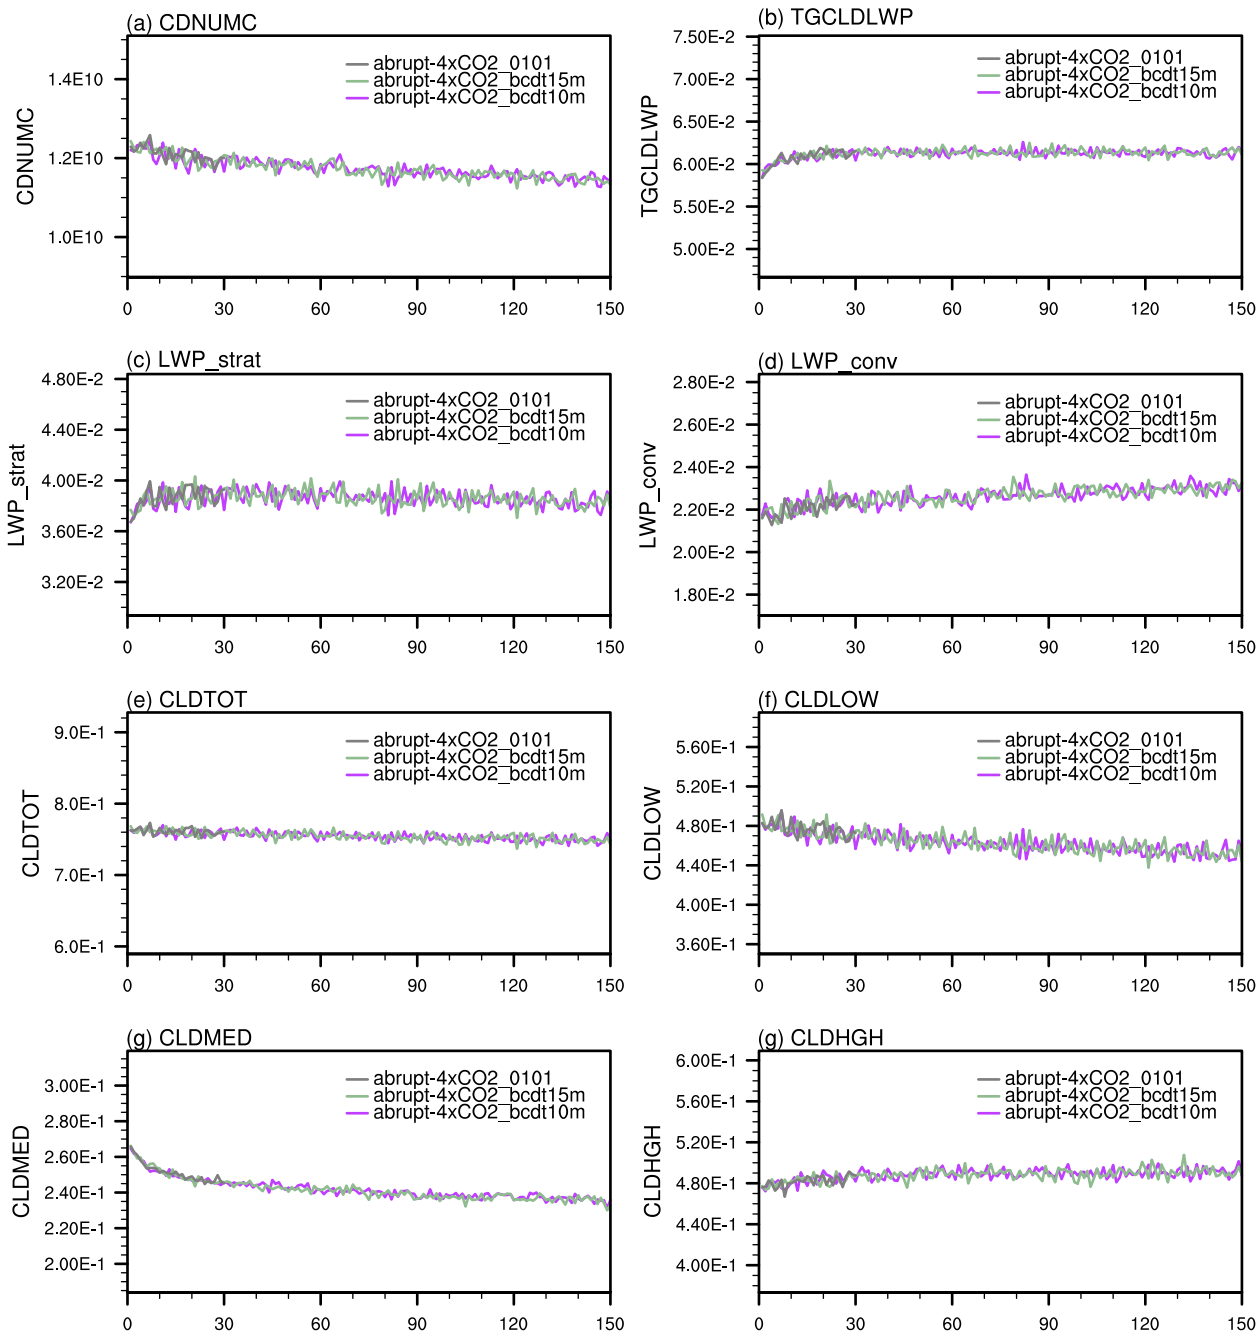 (a) CDNUMC
CDNUMC
1.4E10
1.2E10
1.0E10
abrupt-4xCO2_0101
abrupt-4xCO2_bcdt15m
abrupt-4xCO2_bcdt10m
0 30 60 90 120 150
(b) TGCLDLWP
TGCLDLWP
7.50E-2
7.00E-2
6.50E-2
6.00E-2
5.50E-2
5.00E-2
abrupt-4xCO2_0101
abrupt-4xCO2_bcdt15m
abrupt-4xCO2_bcdt10m
0 30 60 90 120 150
(c) LWP_strat
LWP_strat
4.80E-2
4.40E-2
4.00E-2
3.60E-2
3.20E-2
abrupt-4xCO2_0101
abrupt-4xCO2_bcdt15m
abrupt-4xCO2_bcdt10m
0 30 60 90 120 150
(d) LWP_conv
LWP_conv
2.80E-2
2.60E-2
2.40E-2
2.20E-2
2.00E-2
1.80E-2
abrupt-4xCO2_0101
abrupt-4xCO2_bcdt15m
abrupt-4xCO2_bcdt10m
0 30 60 90 120 150
(e) CLDTOT
CLDTOT
9.0E-1
8.0E-1
7.0E-1
6.0E-1
abrupt-4xCO2_0101
abrupt-4xCO2_bcdt15m
abrupt-4xCO2_bcdt10m
0 30 60 90 120 150
(f) CLDLOW
CLDLOW
5.60E-1
5.20E-1
4.80E-1
4.40E-1
4.00E-1
3.60E-1
abrupt-4xCO2_0101
abrupt-4xCO2_bcdt15m
abrupt-4xCO2_bcdt10m
0 30 60 90 120 150
(g) CLDMED
CLDMED
3.00E-1
2.80E-1
2.60E-1
2.40E-1
2.20E-1
2.00E-1
abrupt-4xCO2_0101
abrupt-4xCO2_bcdt15m
abrupt-4xCO2_bcdt10m
0 30 60 90 120 150
(g) CLDHGH
CLDHGH
6.00E-1
5.60E-1
5.20E-1
4.80E-1
4.40E-1
4.00E-1
abrupt-4xCO2_0101
abrupt-4xCO2_bcdt15m
abrupt-4xCO2_bcdt10m
0 30 60 90 120 150